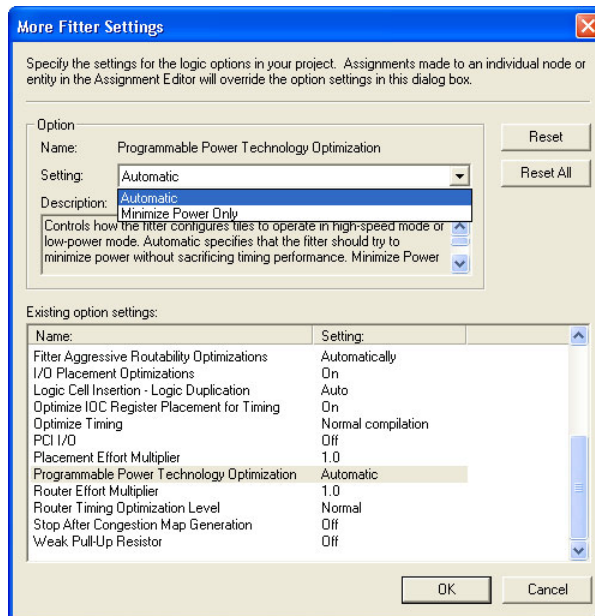 More Fitter Settings
Specify the settings for the logic options in your project. Assignments made to an individual node or
entity in the Assignment Editor will override the option settings in this dialog box.
Option
Name: Programmable Power Technology Optimization
Reset
Setting: Automatic
Reset All
Automatic
Description:
Minimize Power Only
Controls how the fitter configures tiles to operate in high-speed mode or
low-power mode. Automatic specifies that the fitter should try to
minimize power without sacrificing timing performance. Minimize Power
Existing option settings:
Name: Setting:
Fitter Aggressive Routability Optimizations Automatically
I/O Placement Optimizations On
Logic Cell Insertion - Logic Duplication Auto
Optimize IOC Register Placement for Timing On
Optimize Timing Normal compilation
PCI I/O Off
Placement Effort Multiplier 1.0
Programmable Power Technology Optimization Automatic
Router Effort Multiplier 1.0
Router Timing Optimization Level Normal
Stop After Congestion Map Generation Off
Weak Pull-Up Resistor Off
OK Cancel